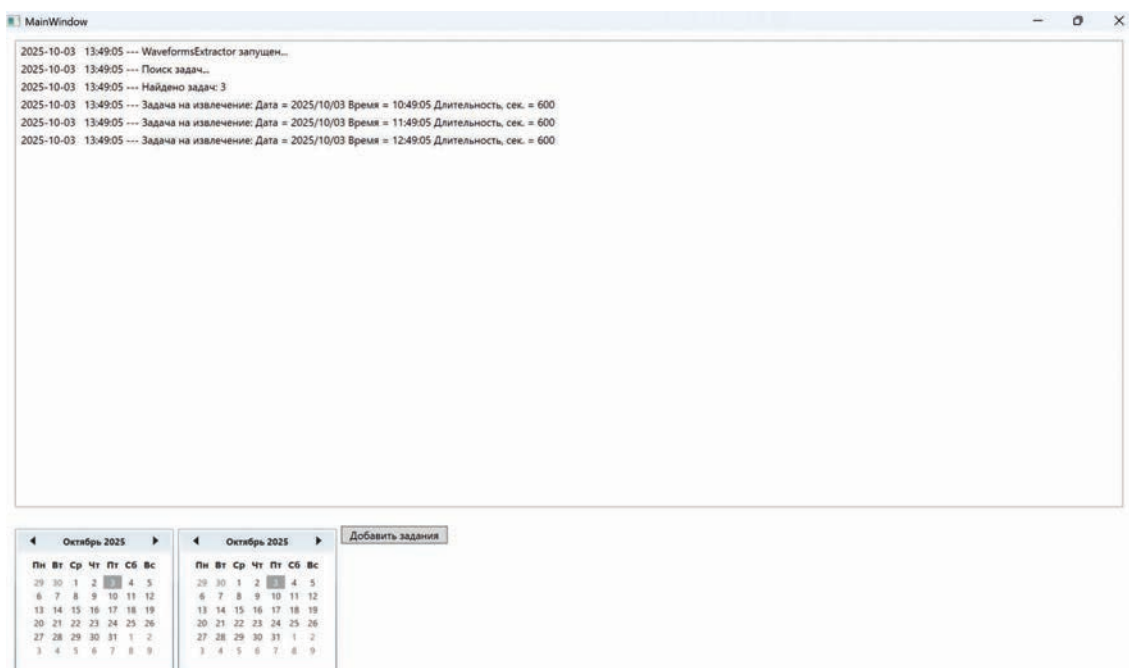 MainWindow
2025-10-03 13:49:05 --- WaveformsExtractor запущен...
2025-10-03 13:49:05 --- Поиск задач...
2025-10-03 13:49:05 --- Найдено задач: 3
2025-10-03 13:49:05 --- Задача на извлечение: Дата = 2025/10/03 Время = 10:49:05 Длительность, сек. = 600
2025-10-03 13:49:05 --- Задача на извлечение: Дата = 2025/10/03 Время = 11:49:05 Длительность, сек. = 600
2025-10-03 13:49:05 --- Задача на извлечение: Дата = 2025/10/03 Время = 12:49:05 Длительность, сек. = 600
Октябрь 2025
Пн Вт Ср Чт Пт Сб Вс
29 30 1 2 3 4 5
6 7 8 9 10 11 12
13 14 15 16 17 18 19
20 21 22 23 24 25 26
27 28 29 30 31 1 2
3 4 5 6 7 8 9
Октябрь 2025
Пн Вт Ср Чт Пт Сб Вс
29 30 1 2 3 4 5
6 7 8 9 10 11 12
13 14 15 16 17 18 19
20 21 22 23 24 25 26
27 28 29 30 31 1 2
3 4 5 6 7 8 9
Добавить задания